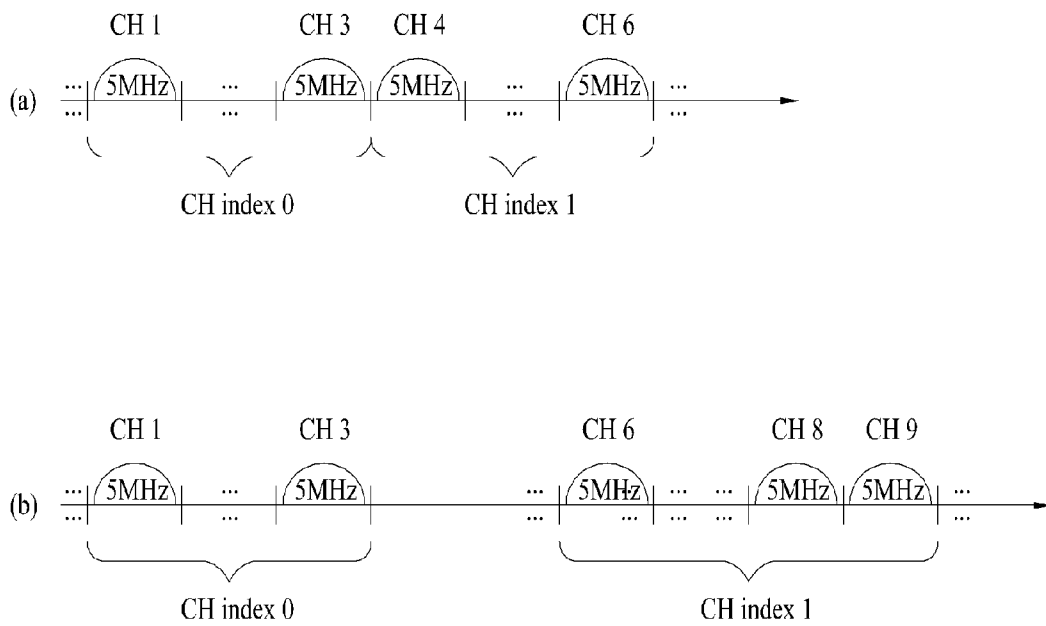 CH 1 CH 3 CH 4 CH 6
(a) ... 5MHz ... 5MHz 5MHz ... 5MHz ...
... ... ... ...
CH index 0 CH index 1
CH 1 CH 3 CH 6 CH 8 CH 9
(b) ... 5MHz ... 5MHz ... 5MHz ... ... 5MHz 5MHz ...
... ... ... ... ... ... ...
CH index 0 CH index 1